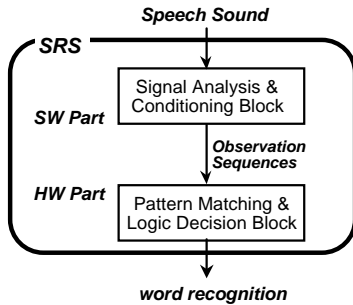 Speech Sound
SRS
Signal Analysis &
Conditioning Block
SW Part
Observation
Sequences
HW Part
Pattern Matching &
Logic Decision Block
word recognition